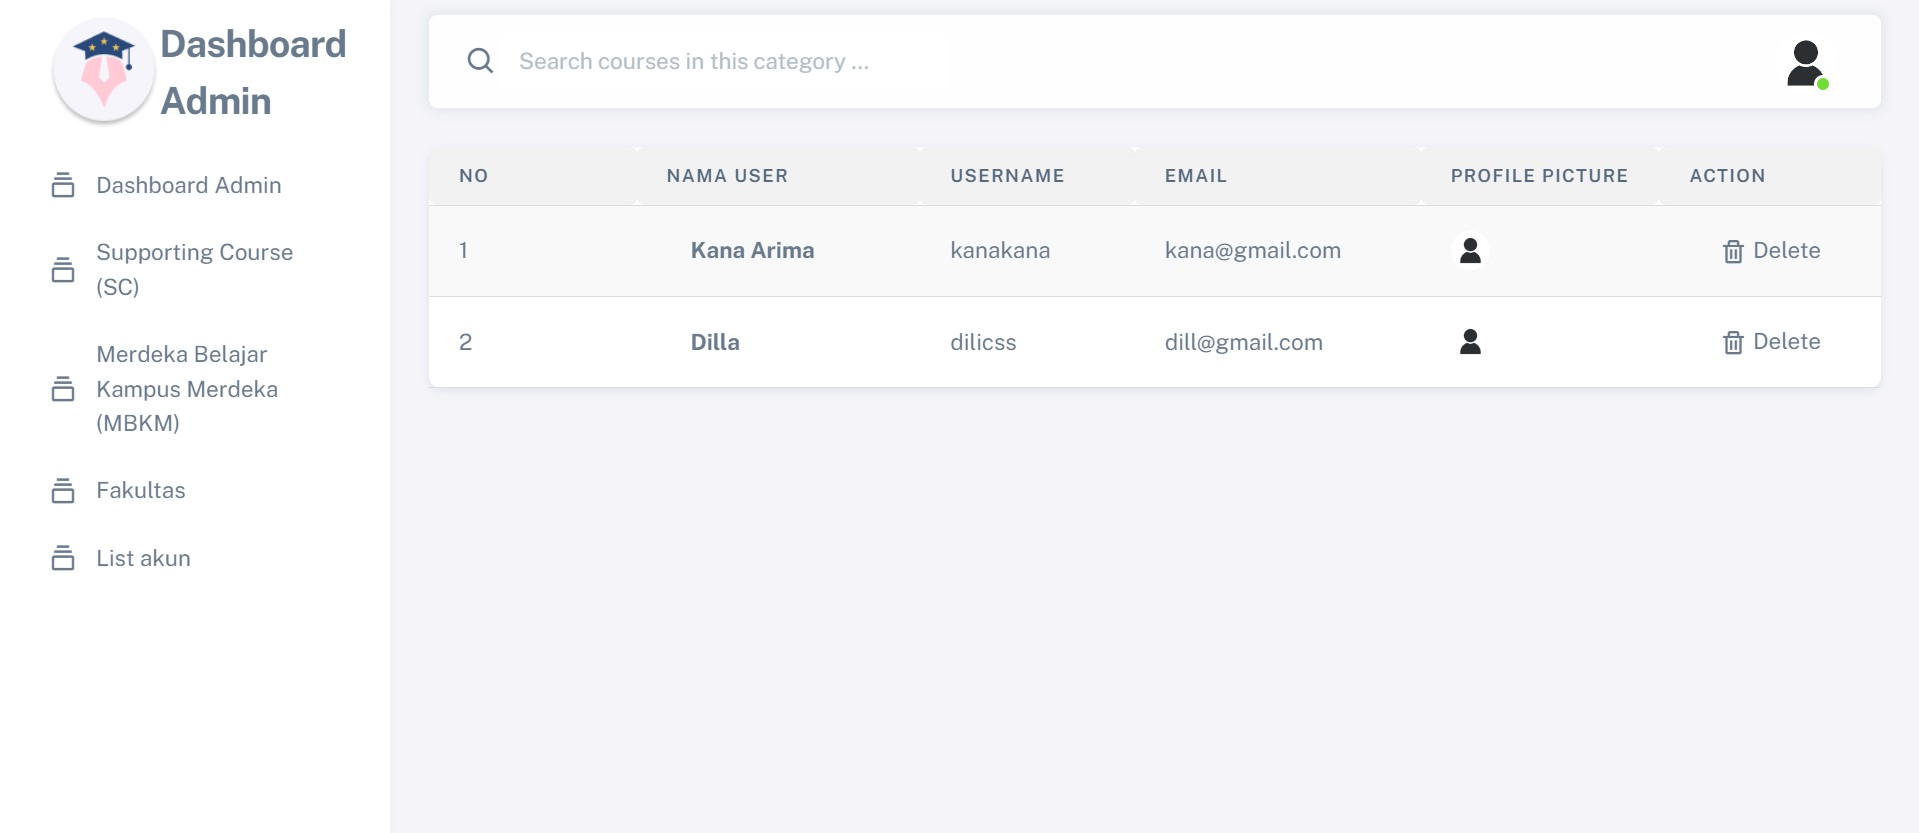 Dashboard
Admin
Dashboard Admin
Supporting Course
(SC)
Merdeka Belajar
Kampus Merdeka
(MBKM)
Fakultas
List akun
Search courses in this category ...
NO NAMA USER USERNAME EMAIL PROFILE PICTURE ACTION
1 Kana Arima kanakana kana@gmail.com Delete
2 Dilla dilicss dill@gmail.com Delete